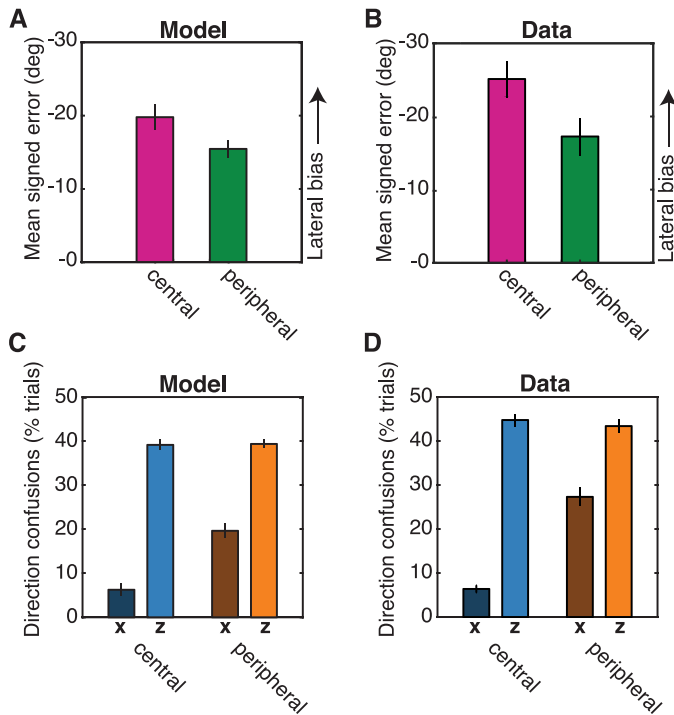 A
Model
Mean signed error (deg)
-30
-20
-10
-0
central
peripheral
Lateral bias
B
Data
Mean signed error (deg)
-30
-20
-10
-0
central
peripheral
Lateral bias
C
Model
Direction confusions (% trials)
50
40
30
20
10
0
x z x z
central
peripheral
D
Data
Direction confusions (% trials)
50
40
30
20
10
0
x z x z
central
peripheral